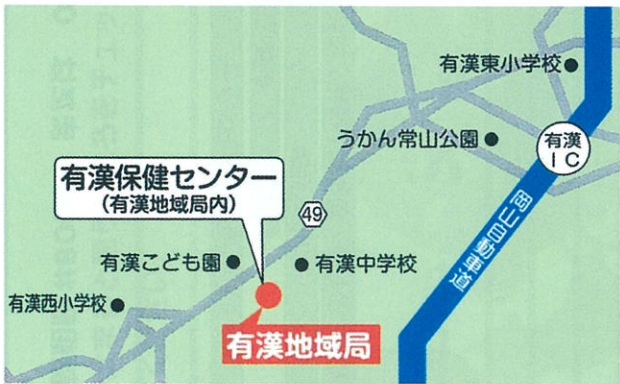 有漢東小学校
うかん常山公園
有漢
IC
有漢保健センター
(有漢地域局内)
49
岡山自動車道
有漢こども園
有漢中学校
有漢西小学校
有漢地域局